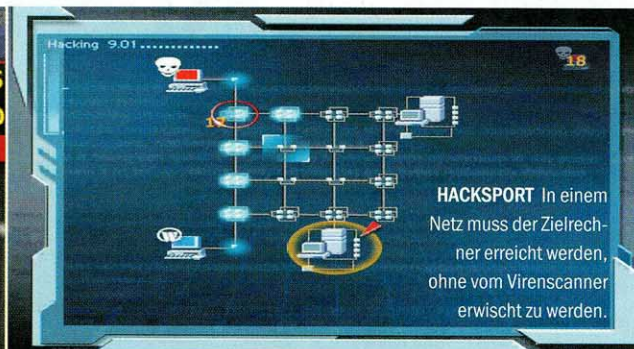 Hacking 9.01
18
17
W
HACKSPORT In einem
Netz muss der Zielrech-
ner erreicht werden,
ohne vom Virenscanner
erwischt zu werden.